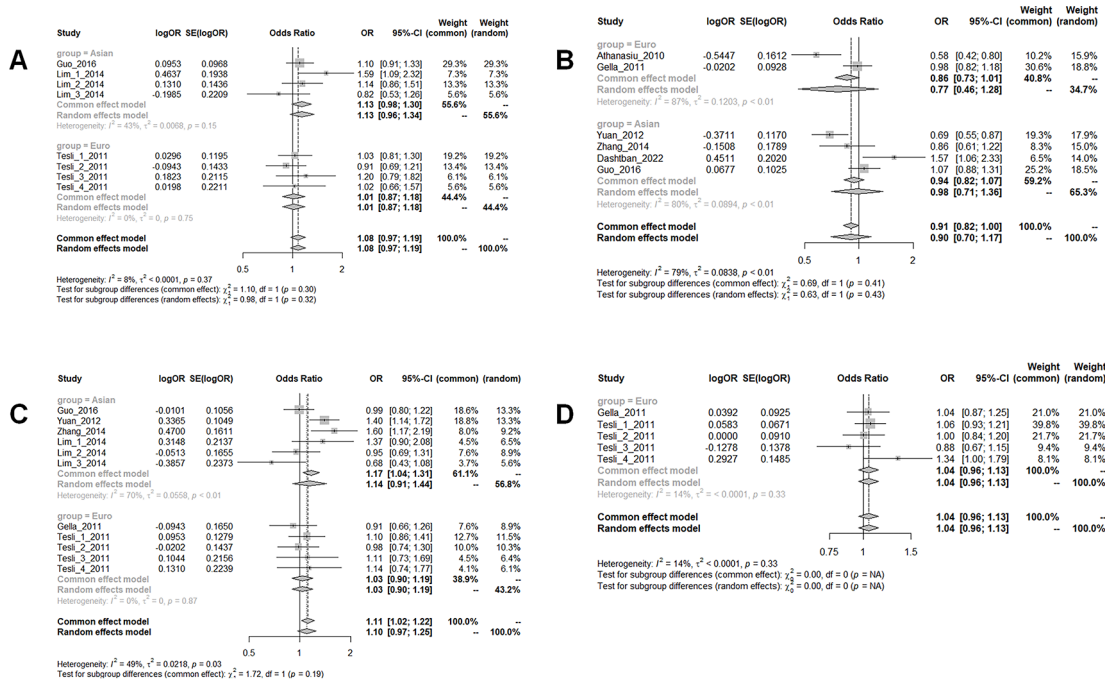 A
Weight Weight
Study logOR SE(logOR) Odds Ratio OR 95%-CI (common) (random)
group = Asian
Guo_2016 0.0953 0.0968 1.10 [0.91; 1.33] 29.3% 29.3%
Lim_1_2014 0.4637 0.1938 1.59 [1.09; 2.32] 7.3% 7.3%
Lim_2_2014 0.1310 0.1436 1.14 [0.86; 1.51] 13.3% 13.3%
Lim_3_2014 -0.1985 0.2209 0.82 [0.53; 1.26] 5.6% 5.6%
Common effect model 1.13 [0.98; 1.30] 55.6% --
Random effects model 1.13 [0.96; 1.34] -- 55.6%
Heterogeneity: I² = 43%, τ² = 0.0068, p = 0.15
group = Euro
Tesli_1_2011 0.0296 0.1195 1.03 [0.81; 1.30] 19.2% 19.2%
Tesli_2_2011 -0.0943 0.1433 0.91 [0.69; 1.21] 13.4% 13.4%
Tesli_3_2011 0.1823 0.2115 1.20 [0.79; 1.82] 6.1% 6.1%
Tesli_4_2011 0.0198 0.2211 1.02 [0.66; 1.57] 5.6% 5.6%
Common effect model 1.01 [0.87; 1.18] 44.4% --
Random effects model 1.01 [0.87; 1.18] -- 44.4%
Heterogeneity: I² = 0%, τ² = 0, p = 0.75
Common effect model 1.08 [0.97; 1.19] 100.0% --
Random effects model 1.08 [0.97; 1.19] -- 100.0%
0.5 1 2
Heterogeneity: I² = 8%, τ² < 0.0001, p = 0.37
Test for subgroup differences (common effect): χ²₁ = 1.10, df = 1 (p = 0.30)
Test for subgroup differences (random effects): χ²₁ = 0.98, df = 1 (p = 0.32)
B
Weight Weight
Study logOR SE(logOR) Odds Ratio OR 95%-CI (common) (random)
group = Euro
Athanasiu_2010 -0.5447 0.1612 0.58 [0.42; 0.80] 10.2% 15.9%
Gella_2011 -0.0202 0.0928 0.98 [0.82; 1.18] 30.6% 18.8%
Common effect model 0.86 [0.73; 1.01] 40.8% --
Random effects model 0.77 [0.46; 1.28] -- 34.7%
Heterogeneity: I² = 87%, τ² = 0.1203, p < 0.01
group = Asian
Yuan_2012 -0.3711 0.1170 0.69 [0.55; 0.87] 19.3% 17.9%
Zhang_2014 -0.1508 0.1789 0.86 [0.61; 1.22] 8.3% 15.0%
Dashtban_2022 0.4511 0.2020 1.57 [1.06; 2.33] 6.5% 14.0%
Guo_2016 0.0677 0.1025 1.07 [0.88; 1.31] 25.2% 18.5%
Common effect model 0.94 [0.82; 1.07] 59.2% --
Random effects model 0.98 [0.71; 1.36] -- 65.3%
Heterogeneity: I² = 80%, τ² = 0.0894, p < 0.01
Common effect model 0.91 [0.82; 1.00] 100.0% --
Random effects model 0.90 [0.70; 1.17] -- 100.0%
0.5 1 2
Heterogeneity: I² = 79%, τ² = 0.0838, p < 0.01
Test for subgroup differences (common effect): χ²₁ = 0.69, df = 1 (p = 0.41)
Test for subgroup differences (random effects): χ²₁ = 0.63, df = 1 (p = 0.43)
C
Study logOR SE(logOR) Odds Ratio OR 95%-CI (common) (random)
group = Asian
Guo_2016 -0.0101 0.1056 0.99 [0.80; 1.22] 18.6% 13.3%
Yuan_2012 0.3365 0.1049 1.40 [1.14; 1.72] 18.8% 13.3%
Zhang_2014 0.4700 0.1611 1.60 [1.17; 2.19] 8.0% 9.2%
Lim_1_2014 0.3148 0.2137 1.37 [0.90; 2.08] 4.5% 6.5%
Lim_2_2014 -0.0513 0.1655 0.95 [0.69; 1.31] 7.6% 8.9%
Lim_3_2014 -0.3857 0.2373 0.68 [0.43; 1.08] 3.7% 5.6%
Common effect model 1.17 [1.04; 1.31] 61.1% --
Random effects model 1.14 [0.91; 1.44] -- 56.8%
Heterogeneity: I² = 70%, τ² = 0.0558, p < 0.01
group = Euro
Gella_2011 -0.0943 0.1650 0.91 [0.66; 1.26] 7.6% 8.9%
Tesli_1_2011 0.0953 0.1279 1.10 [0.86; 1.41] 12.7% 11.5%
Tesli_2_2011 -0.0202 0.1437 0.98 [0.74; 1.30] 10.0% 10.3%
Tesli_3_2011 0.1044 0.2156 1.11 [0.73; 1.69] 4.5% 6.4%
Tesli_4_2011 0.1310 0.2239 1.14 [0.74; 1.77] 4.1% 6.1%
Common effect model 1.03 [0.90; 1.19] 38.9% --
Random effects model 1.03 [0.90; 1.19] -- 43.2%
Heterogeneity: I² = 0%, τ² = 0, p = 0.87
Common effect model 1.11 [1.02; 1.22] 100.0% --
Random effects model 1.10 [0.97; 1.25] -- 100.0%
0.5 1 2
Heterogeneity: I² = 49%, τ² = 0.0218, p = 0.03
Test for subgroup differences (common effect): χ²₁ = 1.72, df = 1 (p = 0.19)
D
Weight Weight
Study logOR SE(logOR) Odds Ratio OR 95%-CI (common) (random)
group = Euro
Gella_2011 0.0392 0.0925 1.04 [0.87; 1.25] 21.0% 21.0%
Tesli_1_2011 0.0583 0.0671 1.06 [0.93; 1.21] 39.8% 39.8%
Tesli_2_2011 0.0000 0.0910 1.00 [0.84; 1.20] 21.7% 21.7%
Tesli_3_2011 -0.1278 0.1378 0.88 [0.67; 1.15] 9.4% 9.4%
Tesli_4_2011 0.2927 0.1485 1.34 [1.00; 1.79] 8.1% 8.1%
Common effect model 1.04 [0.96; 1.13] 100.0% --
Random effects model 1.04 [0.96; 1.13] -- 100.0%
Heterogeneity: I² = 14%, τ² = < 0.0001, p = 0.33
Common effect model 1.04 [0.96; 1.13] 100.0% --
Random effects model 1.04 [0.96; 1.13] -- 100.0%
0.75 1 1.5
Heterogeneity: I² = 14%, τ² < 0.0001, p = 0.33
Test for subgroup differences (common effect): χ²₀ = 0.00, df = 0 (p = NA)
Test for subgroup differences (random effects): χ²₀ = 0.00, df = 0 (p = NA)